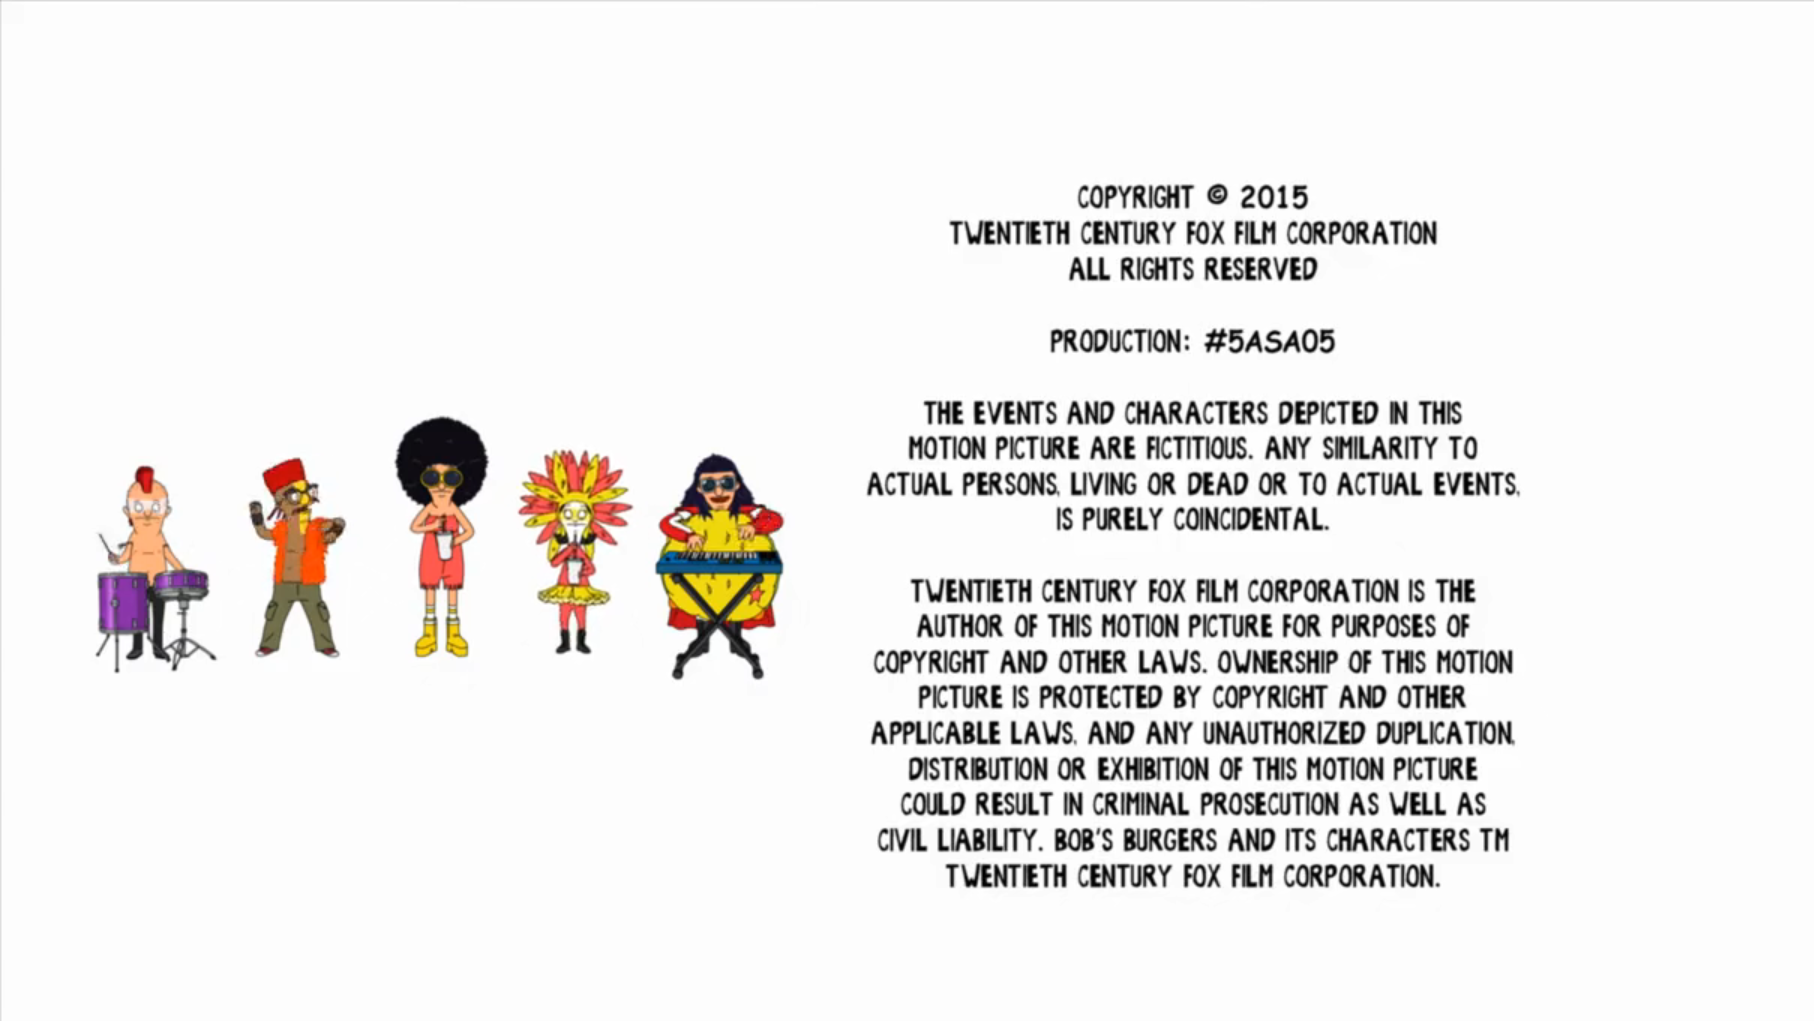 COPYRIGHT © 2015
TWENTIETH CENTURY FOX FILM CORPORATION
ALL RIGHTS RESERVED
PRODUCTION: #5ASA05
THE EVENTS AND CHARACTERS DEPICTED IN THIS
MOTION PICTURE ARE FICTITIOUS. ANY SIMILARITY TO
ACTUAL PERSONS, LIVING OR DEAD OR TO ACTUAL EVENTS,
IS PURELY COINCIDENTAL.
TWENTIETH CENTURY FOX FILM CORPORATION IS THE
AUTHOR OF THIS MOTION PICTURE FOR PURPOSES OF
COPYRIGHT AND OTHER LAWS. OWNERSHIP OF THIS MOTION
PICTURE IS PROTECTED BY COPYRIGHT AND OTHER
APPLICABLE LAWS, AND ANY UNAUTHORIZED DUPLICATION,
DISTRIBUTION OR EXHIBITION OF THIS MOTION PICTURE
COULD RESULT IN CRIMINAL PROSECUTION AS WELL AS
CIVIL LIABILITY. BOB'S BURGERS AND ITS CHARACTERS TM
TWENTIETH CENTURY FOX FILM CORPORATION.